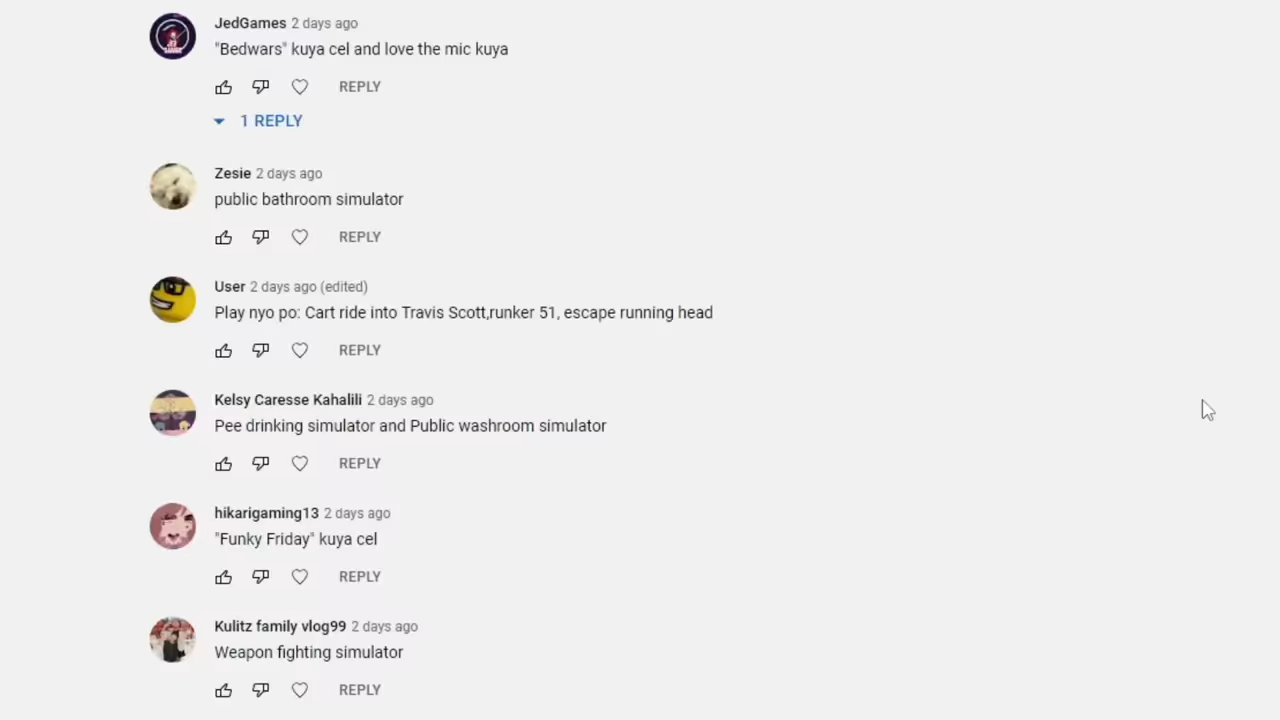 JedGames 2 days ago
"Bedwars" kuya cel and love the mic kuya
REPLY
1 REPLY
Zesie 2 days ago
public bathroom simulator
REPLY
User 2 days ago (edited)
Play nyo po: Cart ride into Travis Scott,runker 51, escape running head
REPLY
Kelsy Caresse Kahalili 2 days ago
Pee drinking simulator and Public washroom simulator
REPLY
hikarigaming13 2 days ago
"Funky Friday" kuya cel
REPLY
Kulitz family vlog99 2 days ago
Weapon fighting simulator
REPLY